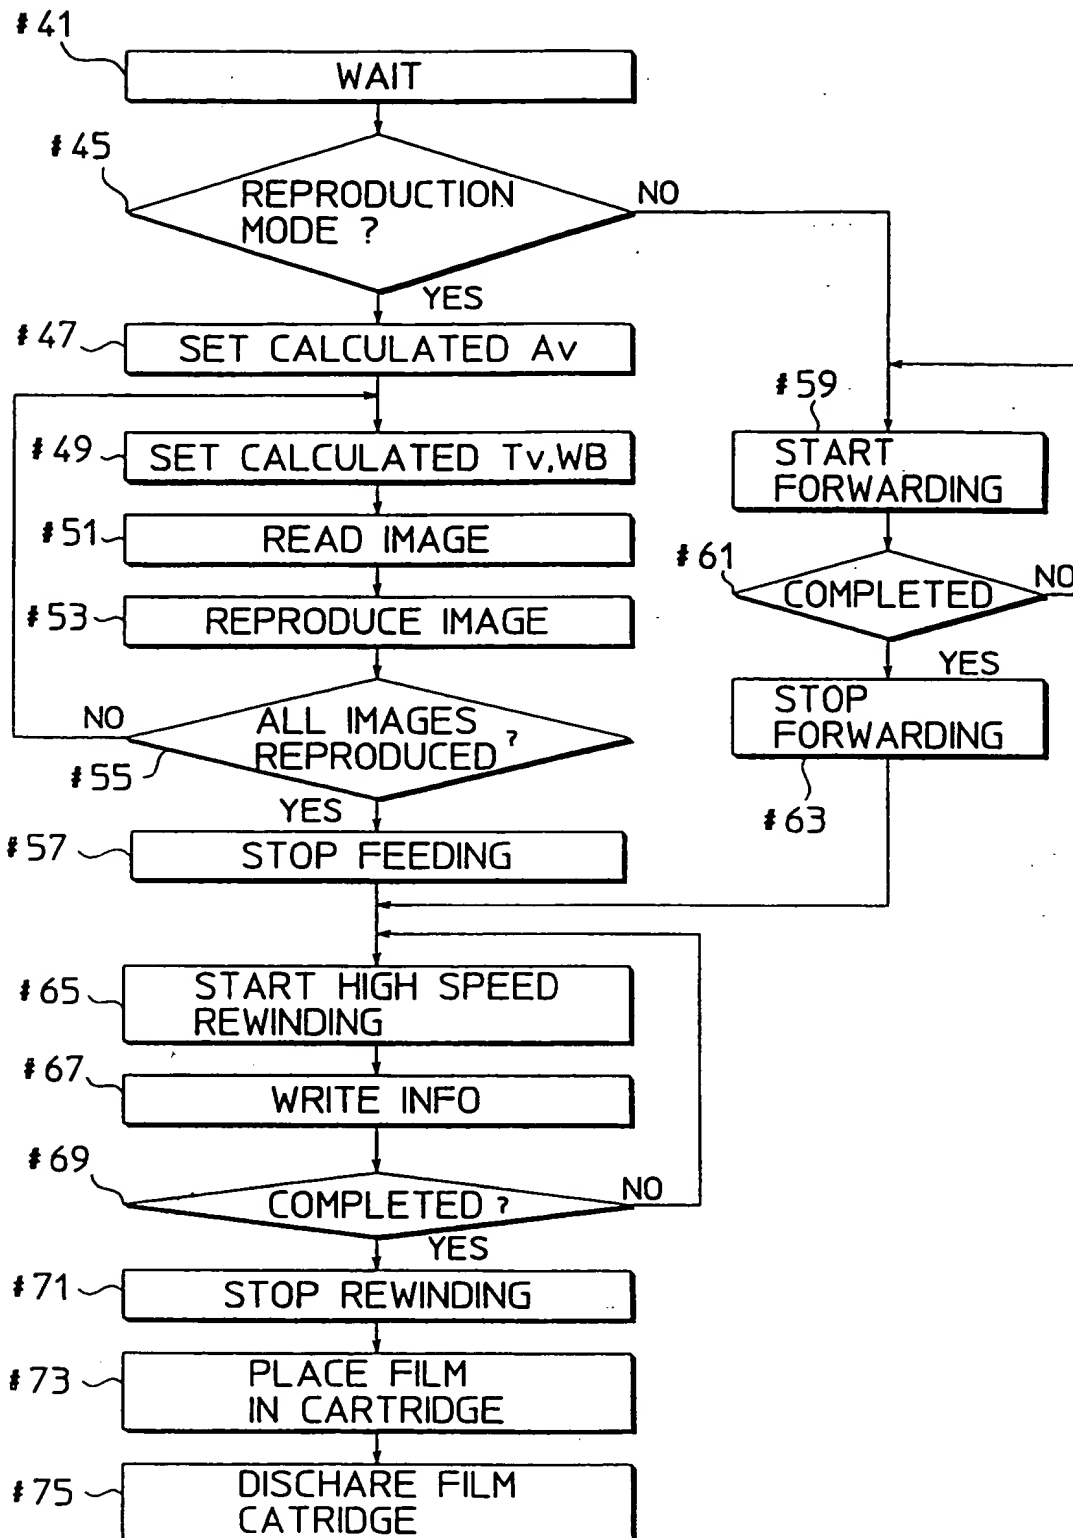 #41
WAIT
#45
REPRODUCTION
MODE ?
NO
YES
#47
SET CALCULATED Av
#49
SET CALCULATED Tv,WB
#51
READ IMAGE
#53
REPRODUCE IMAGE
NO
ALL IMAGES
REPRODUCED ?
#55
YES
#57
STOP FEEDING
#59
START
FORWARDING
#61
COMPLETED
NO
YES
STOP
FORWARDING
#63
#65
START HIGH SPEED
REWINDING
#67
WRITE INFO
#69
COMPLETED ?
NO
YES
#71
STOP REWINDING
#73
PLACE FILM
IN CARTRIDGE
#75
DISCHARE FILM
CATRIDGE